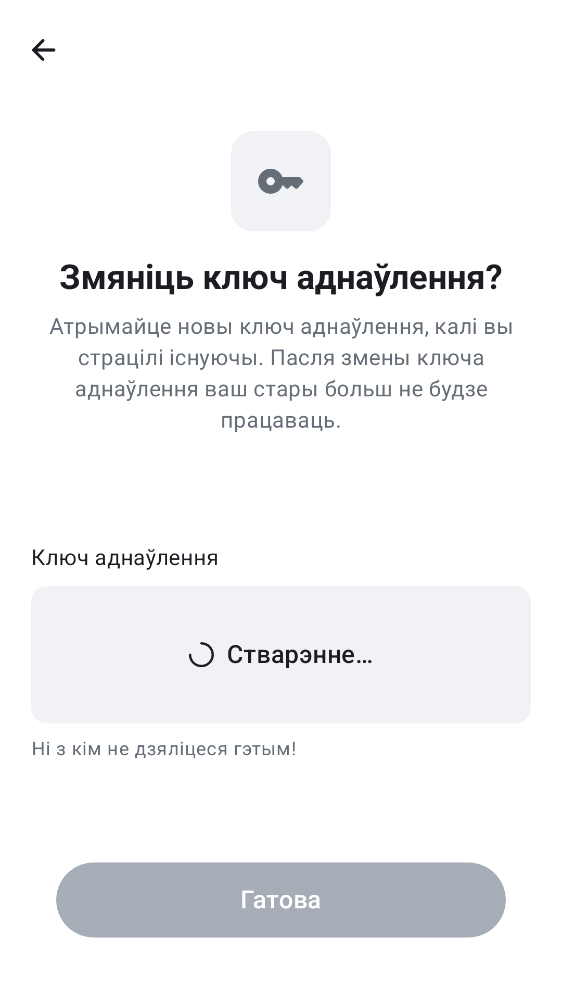 Змяніць ключ аднаўлення?
Атрымайце новы ключ аднаўлення, калі вы
страцілі існуючы. Пасля змены ключа
аднаўлення ваш стары больш не будзе
працаваць.
Ключ аднаўлення
Стварэнне…
Ні з кім не дзяліцеся гэтым!
Гатова